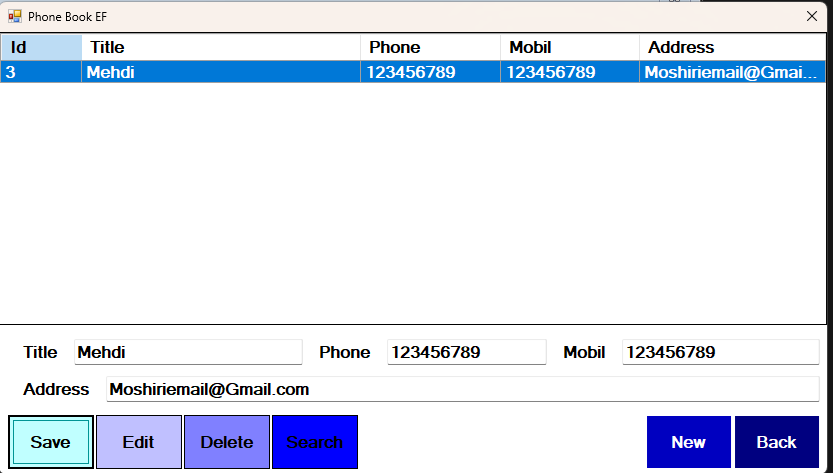 Phone Book EF
Id Title Phone Mobil Address
3 Mehdi 123456789 123456789 Moshiriemail@Gmai...
Title Mehdi Phone 123456789 Mobil 123456789
Address Moshiriemail@Gmail.com
Save Edit Delete Search New Back